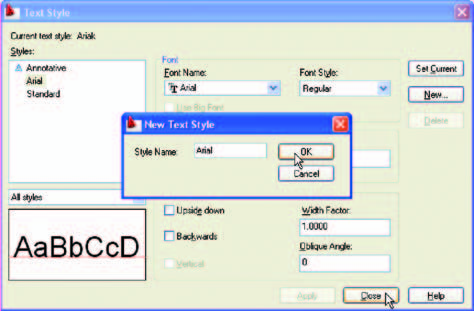 Text Style
Current text style: Arial
Styles:
Annotative
Arial
Standard
Font
Font Name:
Arial
Font Style:
Regular
Set Current
New...
Delete
Use Big Font
New Text Style
Style Name:
Arial
OK
Cancel
All styles
AaBbCcD
Upside down
Backwards
Vertical
Width Factor:
1.0000
Oblique Angle:
0
Apply
Close
Help